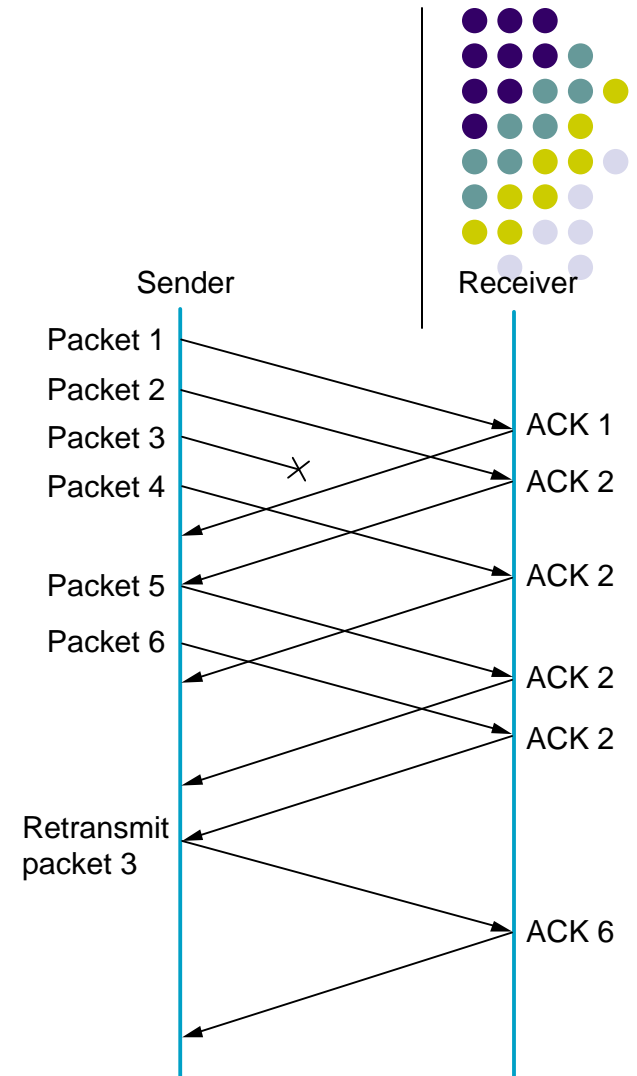 Sender
Receiver
Packet 1
Packet 2
ACK 1
Packet 3
Packet 4
ACK 2
Packet 5
ACK 2
Packet 6
ACK 2
ACK 2
Retransmit
packet 3
ACK 6